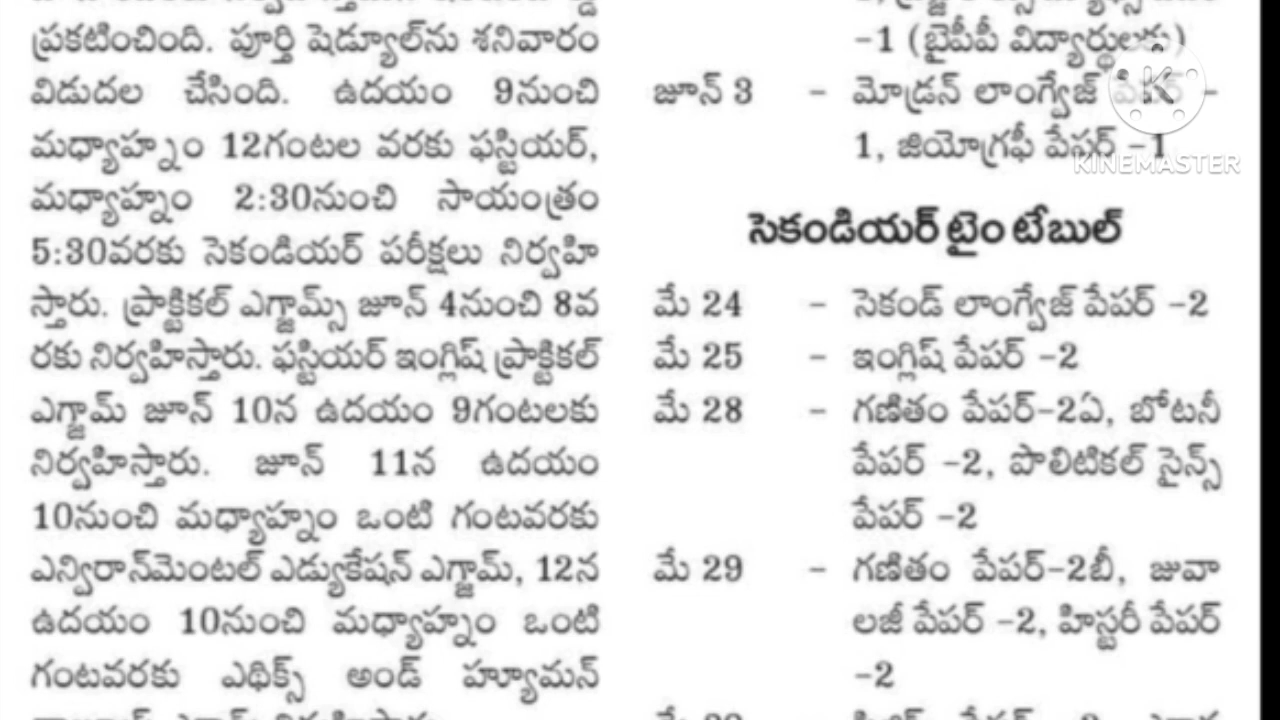 ప్రకటించింది. పూర్తి షెడ్యూల్‌ను శనివారం
విడుదల చేసింది. ఉదయం 9నుంచి
మధ్యాహ్నం 12గంటల వరకు ఫస్టియర్,
మధ్యాహ్నం 2:30నుంచి సాయంత్రం
5:30వరకు సెకండియర్ పరీక్షలు నిర్వహి
స్తారు. ప్రాక్టికల్ ఎగ్జామ్స్ జూన్ 4నుంచి 8వ
రకు నిర్వహిస్తారు. ఫస్టియర్ ఇంగ్లిష్ ప్రాక్టికల్
ఎగ్జామ్ జూన్ 10న ఉదయం 9గంటలకు
నిర్వహిస్తారు. జూన్ 11న ఉదయం
10నుంచి మధ్యాహ్నం ఒంటి గంటవరకు
ఎన్విరాన్‌మెంటల్ ఎడ్యుకేషన్ ఎగ్జామ్, 12న
ఉదయం 10నుంచి మధ్యాహ్నం ఒంటి
గంటవరకు ఎథిక్స్ అండ్ హ్యూమన్
-1 (బైపీసీ విద్యార్థులకు)
జూన్ 3 - మోడ్రన్ లాంగ్వేజ్ పేపర్ -
1, జియోగ్రఫీ పేపర్ -1
KINEMASTER
సెకండియర్ టైం టేబుల్
మే 24 - సెకండ్ లాంగ్వేజ్ పేపర్ -2
మే 25 - ఇంగ్లిష్ పేపర్ -2
మే 28 - గణితం పేపర్-2ఏ, బోటనీ
పేపర్ -2, పొలిటికల్ సైన్స్
పేపర్ -2
మే 29 - గణితం పేపర్-2బీ, జువా
లజీ పేపర్ -2, హిస్టరీ పేపర్
-2